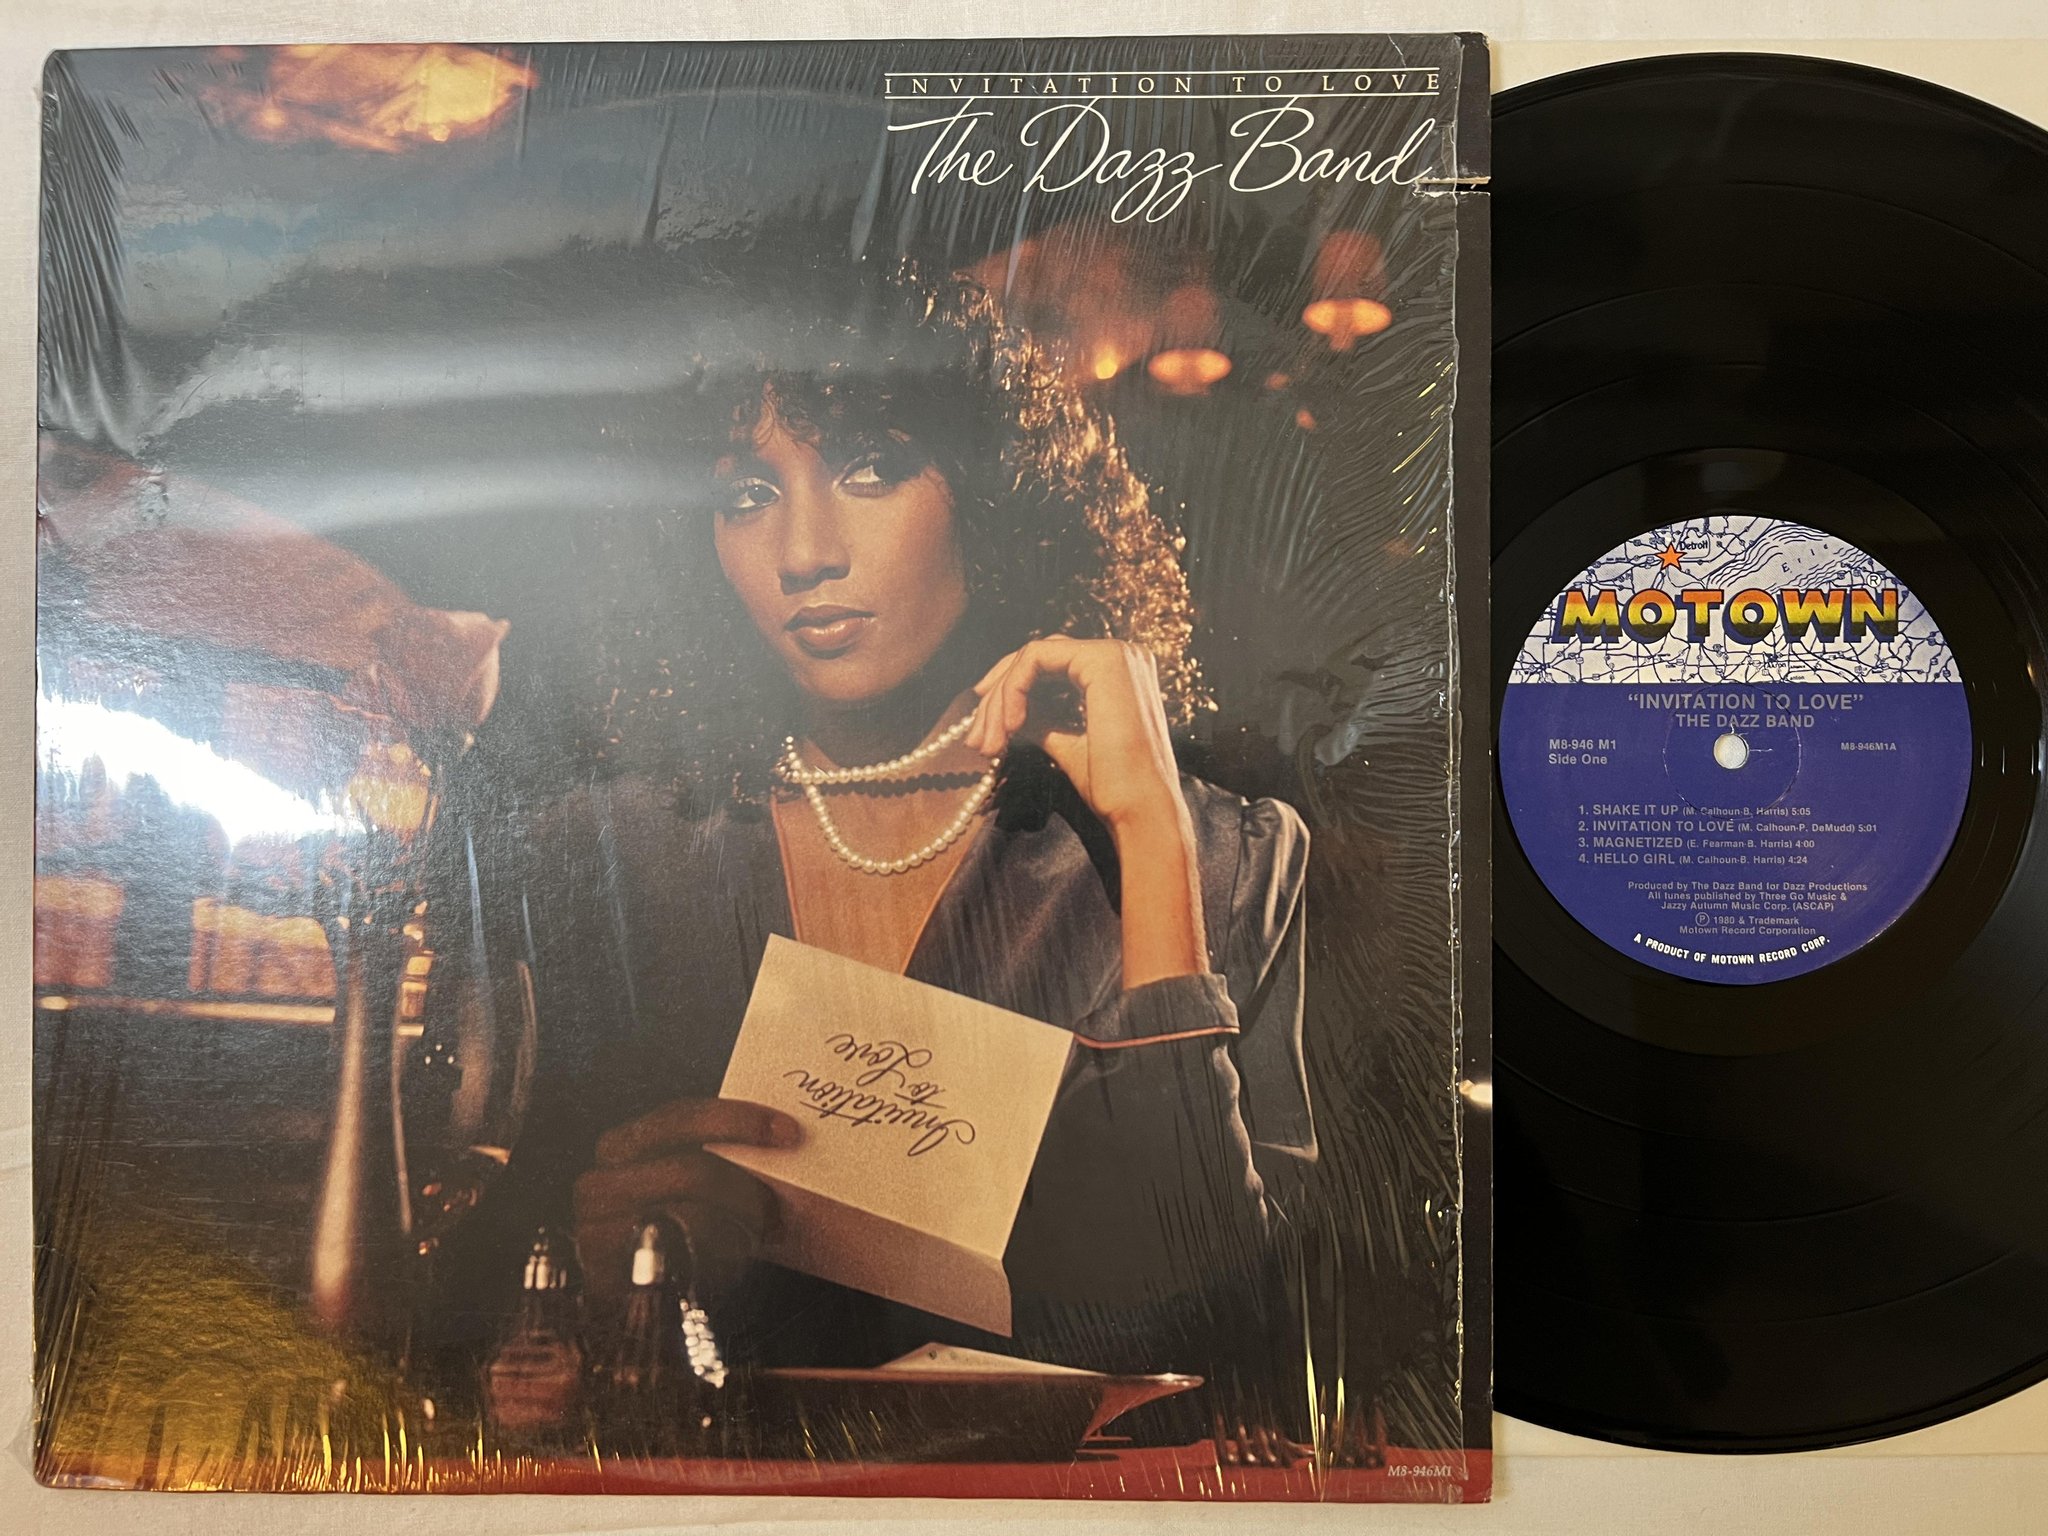 INVITATION TO LOVE
The Dazz Band
Invitation
to
Love
M8-946M1
Detroit
Erie
MOTOWN®
"INVITATION TO LOVE"
THE DAZZ BAND
M8-946 M1
Side One
M8-946M1A
1. SHAKE IT UP (M. Calhoun-B. Harris) 5:05
2. INVITATION TO LOVE (M. Calhoun-P. DeMudd) 5:01
3. MAGNETIZED (E. Fearman-B. Harris) 4:00
4. HELLO GIRL (M. Calhoun-B. Harris) 4:24
Produced by The Dazz Band for Dazz Productions
All tunes published by Three Go Music &
Jazzy Autumn Music Corp. (ASCAP)
℗ 1980 & Trademark
Motown Record Corporation
A PRODUCT OF MOTOWN RECORD CORP.